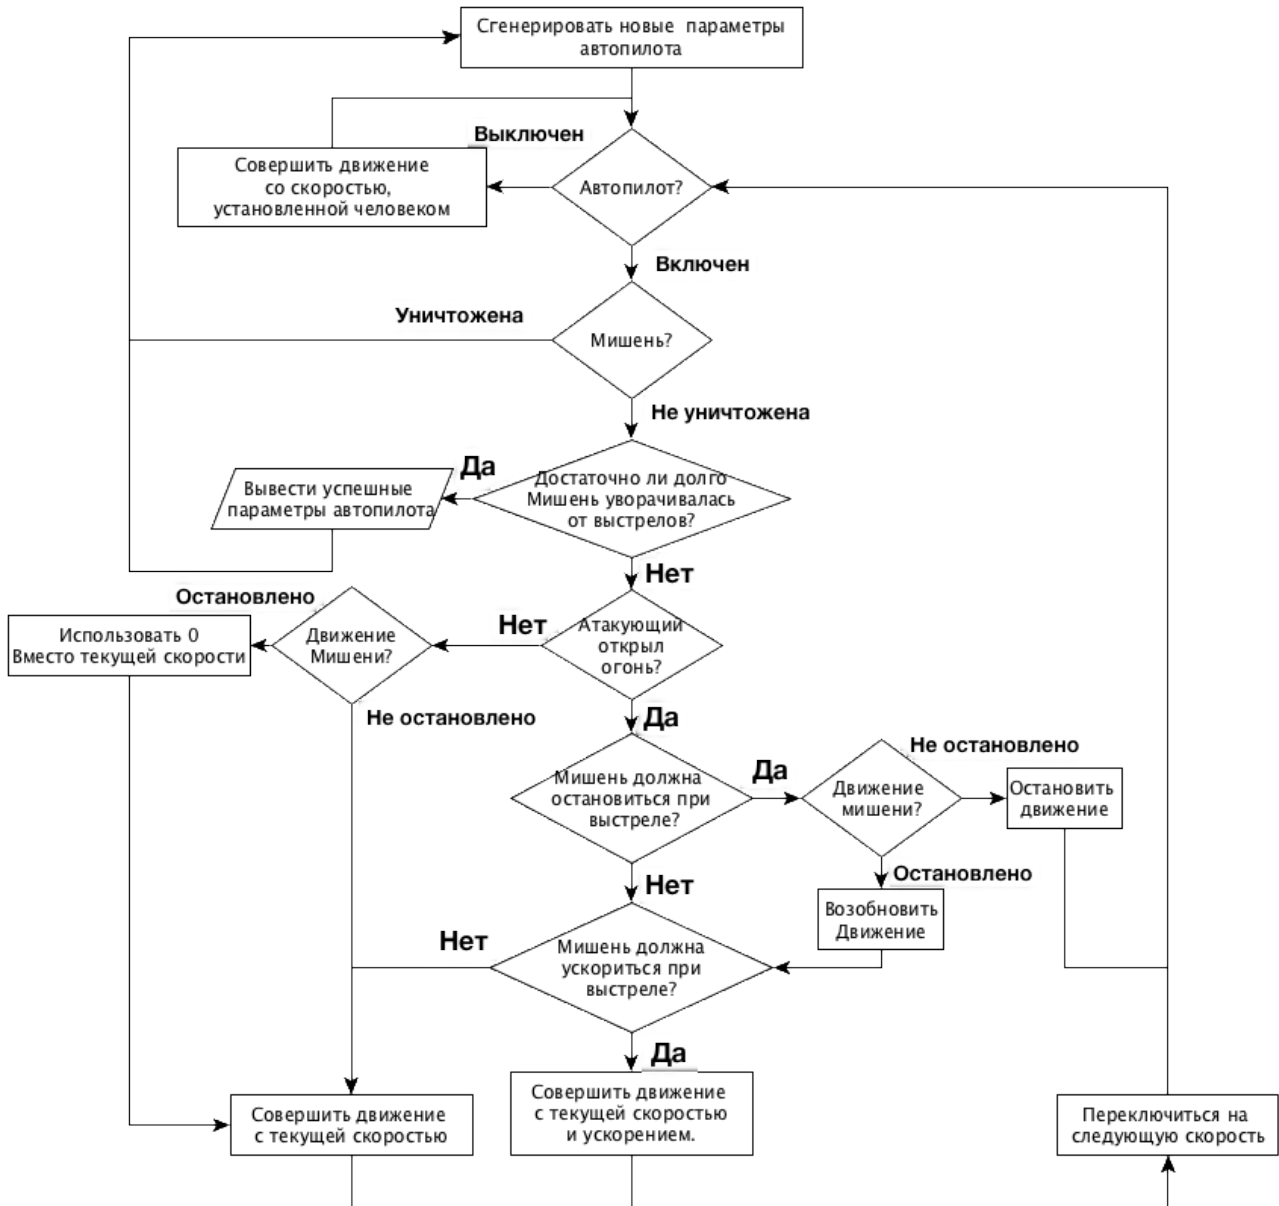 Сгенерировать новые параметры
автопилота
Выключен
Совершить движение
со скоростью,
установленной человеком
Автопилот?
Включен
Уничтожена
Мишень?
Не уничтожена
Да
Достаточно ли долго
Мишень уворачивалась
от выстрелов?
Вывести успешные
параметры автопилота
Нет
Остановлено
Использовать 0
Вместо текущей скорости
Движение
Мишени?
Нет
Атакующий
открыл
огонь?
Не остановлено
Да
Мишень должна
остановиться при
выстреле?
Да
Движение
мишени?
Не остановлено
Остановить
движение
Остановлено
Возобновить
Движение
Нет
Нет
Мишень должна
ускориться при
выстреле?
Да
Совершить движение
с текущей скоростью
Совершить движение
с текущей скоростью
и ускорением.
Переключиться на
следующую скорость